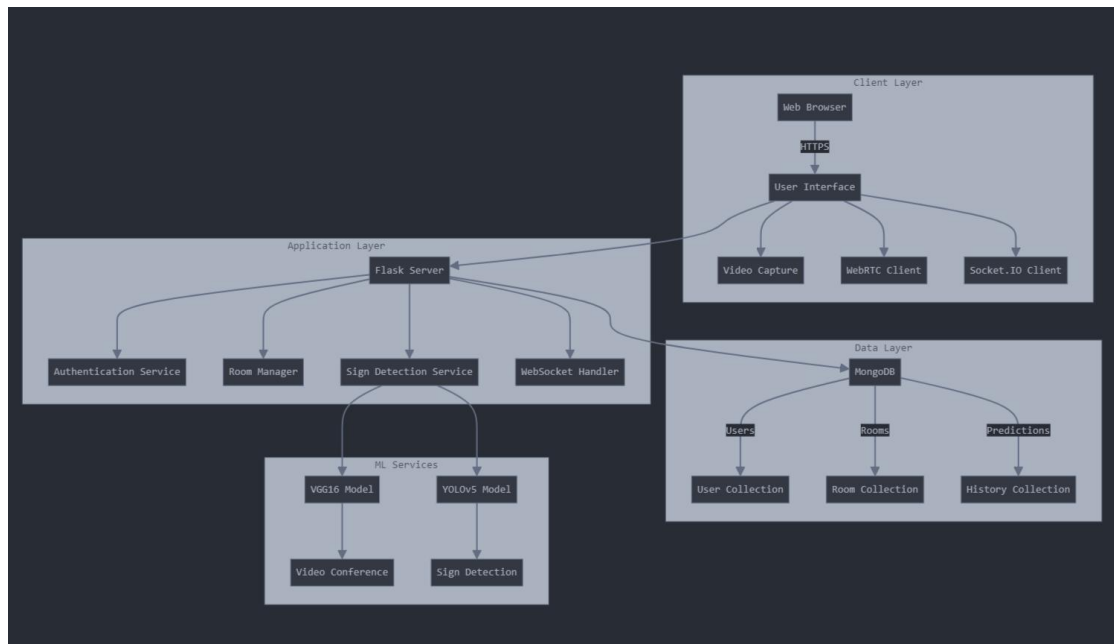 Client Layer
Web Browser
HTTPS
User Interface
Video Capture
WebRTC Client
Socket.IO Client
Application Layer
Flask Server
Authentication Service
Room Manager
Sign Detection Service
WebSocket Handler
Data Layer
MongoDB
Users
Rooms
Predictions
User Collection
Room Collection
History Collection
ML Services
VGG16 Model
YOLOv5 Model
Video Conference
Sign Detection